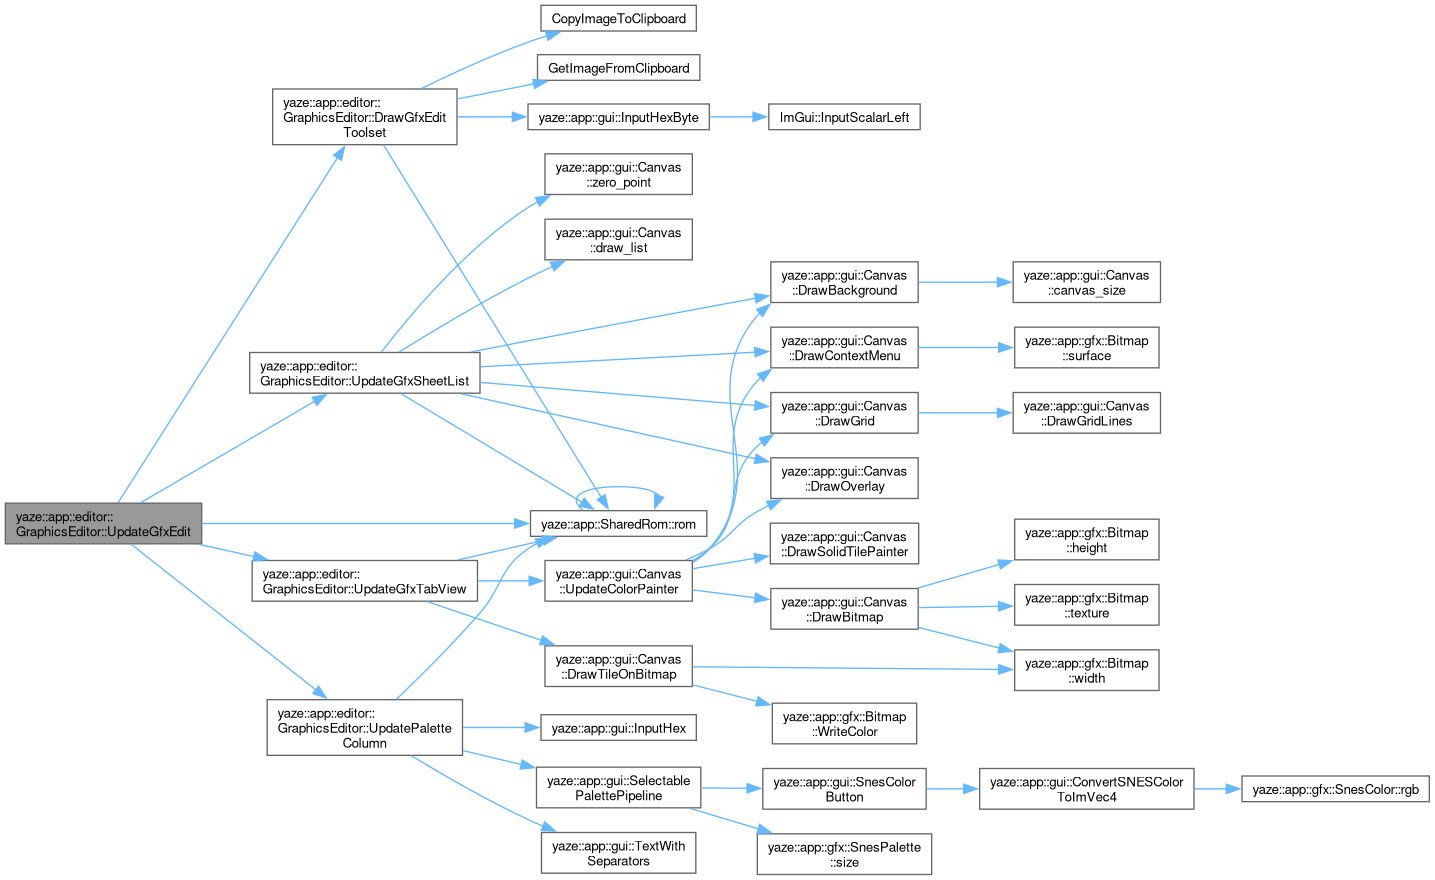 CopyImageToClipboard
GetImageFromClipboard
yaze::app::editor::
GraphicsEditor::DrawGfxEdit
Toolset
yaze::app::gui::InputHexByte
ImGui::InputScalarLeft
yaze::app::gui::Canvas
::zero_point
yaze::app::gui::Canvas
::draw_list
yaze::app::gui::Canvas
::DrawBackground
yaze::app::gui::Canvas
::canvas_size
yaze::app::gui::Canvas
::DrawContextMenu
yaze::app::gfx::Bitmap
::surface
yaze::app::editor::
GraphicsEditor::UpdateGfxSheetList
yaze::app::gui::Canvas
::DrawGrid
yaze::app::gui::Canvas
::DrawGridLines
yaze::app::gui::Canvas
::DrawOverlay
yaze::app::editor::
GraphicsEditor::UpdateGfxEdit
yaze::app::SharedRom::rom
yaze::app::gui::Canvas
::DrawSolidTilePainter
yaze::app::gfx::Bitmap
::height
yaze::app::editor::
GraphicsEditor::UpdateGfxTabView
yaze::app::gui::Canvas
::UpdateColorPainter
yaze::app::gui::Canvas
::DrawBitmap
yaze::app::gfx::Bitmap
::texture
yaze::app::gui::Canvas
::DrawTileOnBitmap
yaze::app::gfx::Bitmap
::width
yaze::app::editor::
GraphicsEditor::UpdatePalette
Column
yaze::app::gui::InputHex
yaze::app::gfx::Bitmap
::WriteColor
yaze::app::gui::Selectable
PalettePipeline
yaze::app::gui::SnesColor
Button
yaze::app::gui::ConvertSNESColor
ToImVec4
yaze::app::gfx::SnesColor::rgb
yaze::app::gui::TextWith
Separators
yaze::app::gfx::SnesPalette
::size